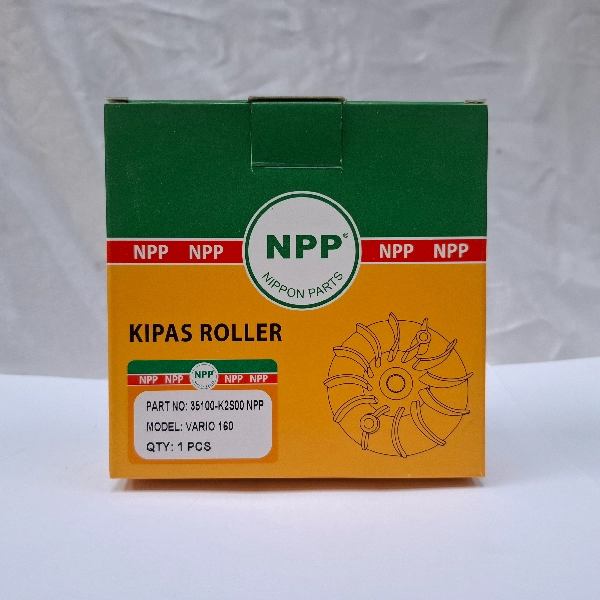 NPP NPP NPP® NPP NPP
NIPPON PARTS
KIPAS ROLLER
NPP NPP NPP® NPP NPP
PART NO: 35100-K2S00 NPP
MODEL: VARIO 160
QTY: 1 PCS